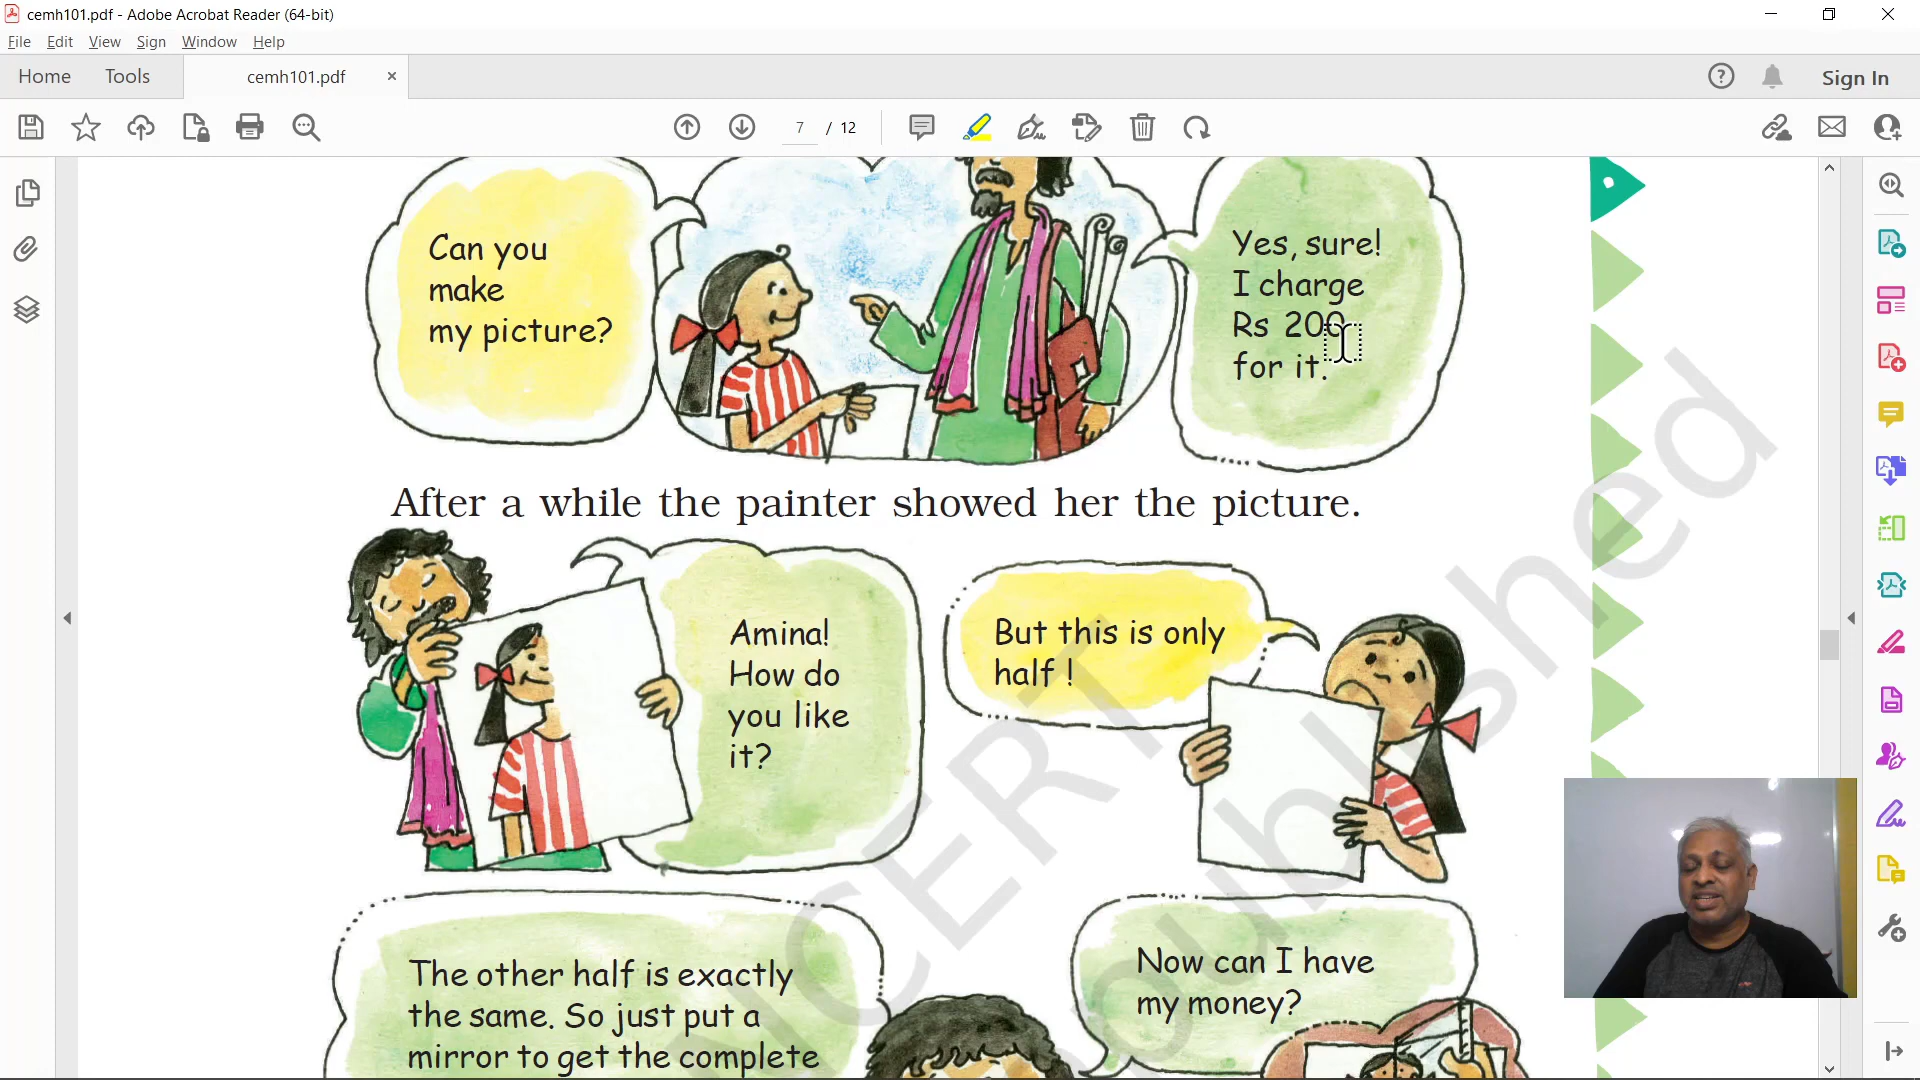 cemh101.pdf - Adobe Acrobat Reader (64-bit)
File Edit View Sign Window Help
Home Tools cemh101.pdf × Sign In
7 / 12
Can you
make
my picture?
Yes, sure!
I charge
Rs 200
for it.
After a while the painter showed her the picture.
Amina!
How do
you like
it?
But this is only
half !
The other half is exactly
the same. So just put a
mirror to get the complete
Now can I have
my money?
NCERT